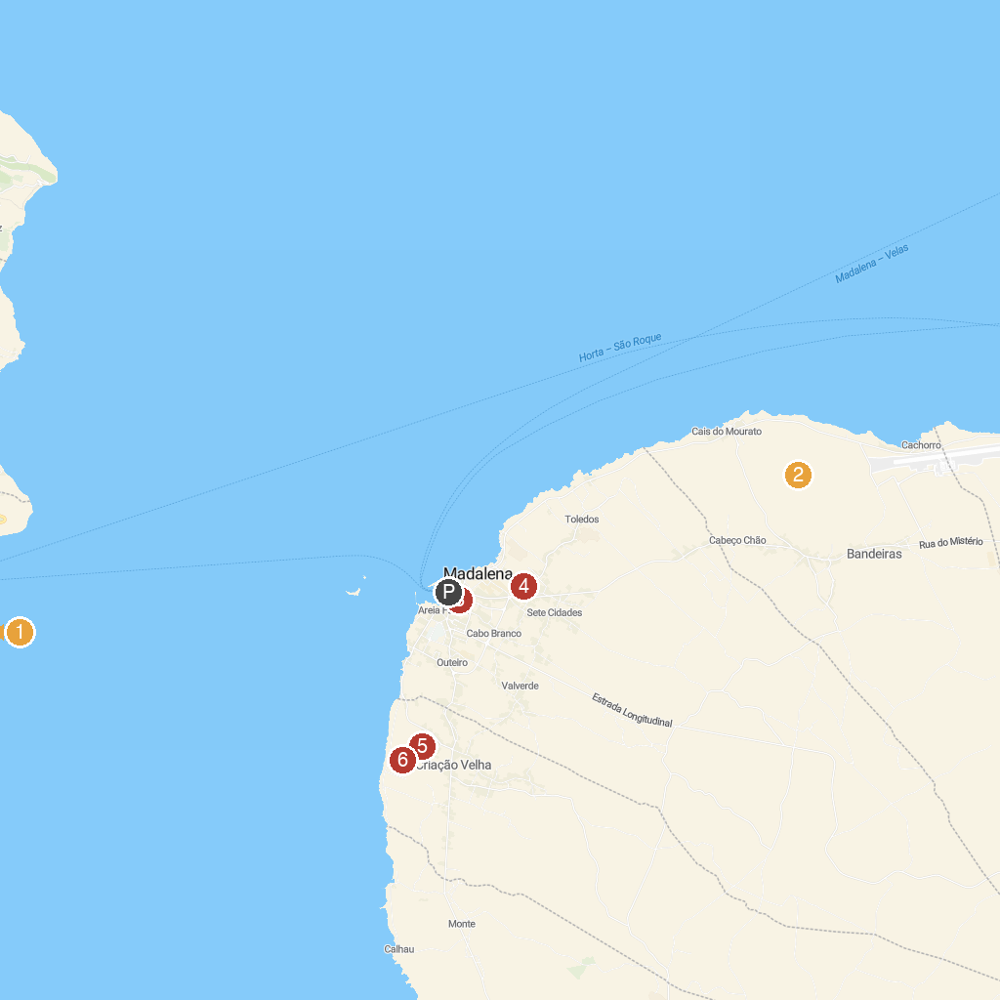 z
Madalena – Velas
Horta – São Roque
Cais do Mourato
Cachorro
2
Toledos
Cabeço Chão
Rua do Mistério
Bandeiras
Madalena
4
P
Areia F
Sete Cidades
1
Cabo Branco
Outeiro
Valverde
Estrada Longitudinal
5
6
Criação Velha
Monte
Calhau